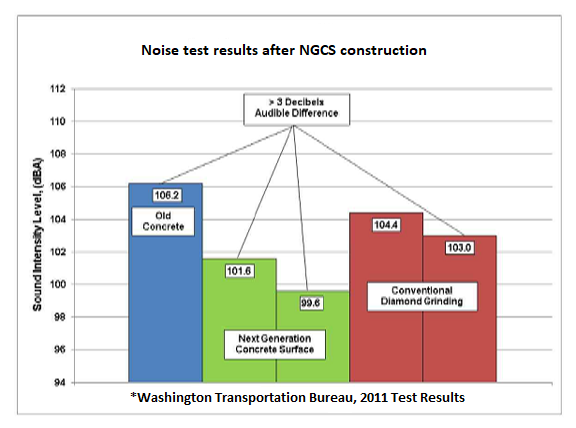 Noise test results after NGCS construction
112
110
108
106
104
102
100
98
96
94
Sound Intensity Level, (dBA)
> 3 Decibels
Audible Difference
106.2
Old
Concrete
101.6
99.6
Next Generation
Concrete Surface
104.4
103.0
Conventional
Diamond Grinding
*Washington Transportation Bureau, 2011 Test Results